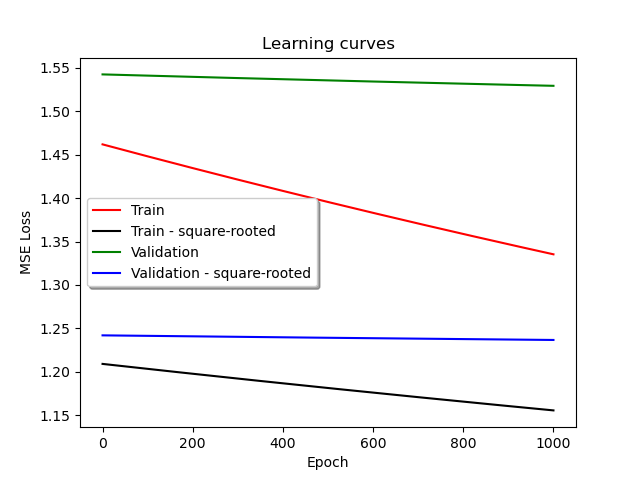 Learning curves
1.55
1.50
1.45
1.40
1.35
1.30
1.25
1.20
1.15
MSE Loss
Train
Train - square-rooted
Validation
Validation - square-rooted
0 200 400 600 800 1000
Epoch